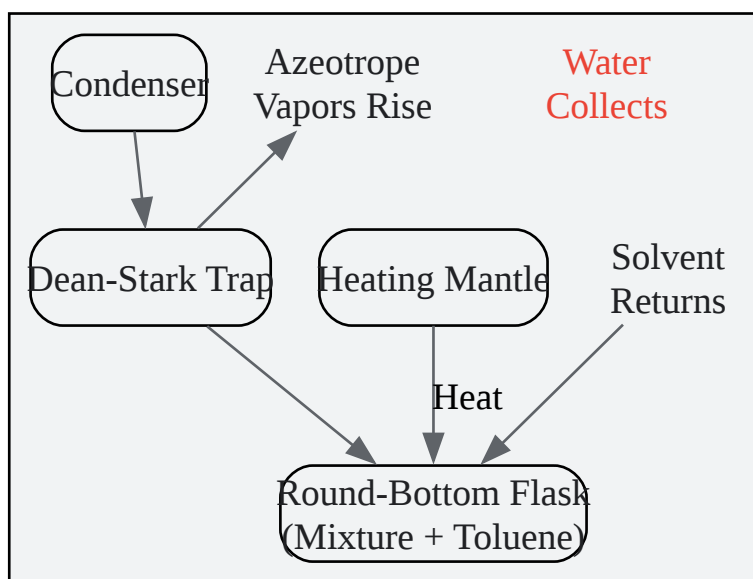 Condenser
Azeotrope
Vapors Rise
Water
Collects
Dean-Stark Trap
Heating Mantle
Solvent
Returns
Heat
Round-Bottom Flask
(Mixture + Toluene)